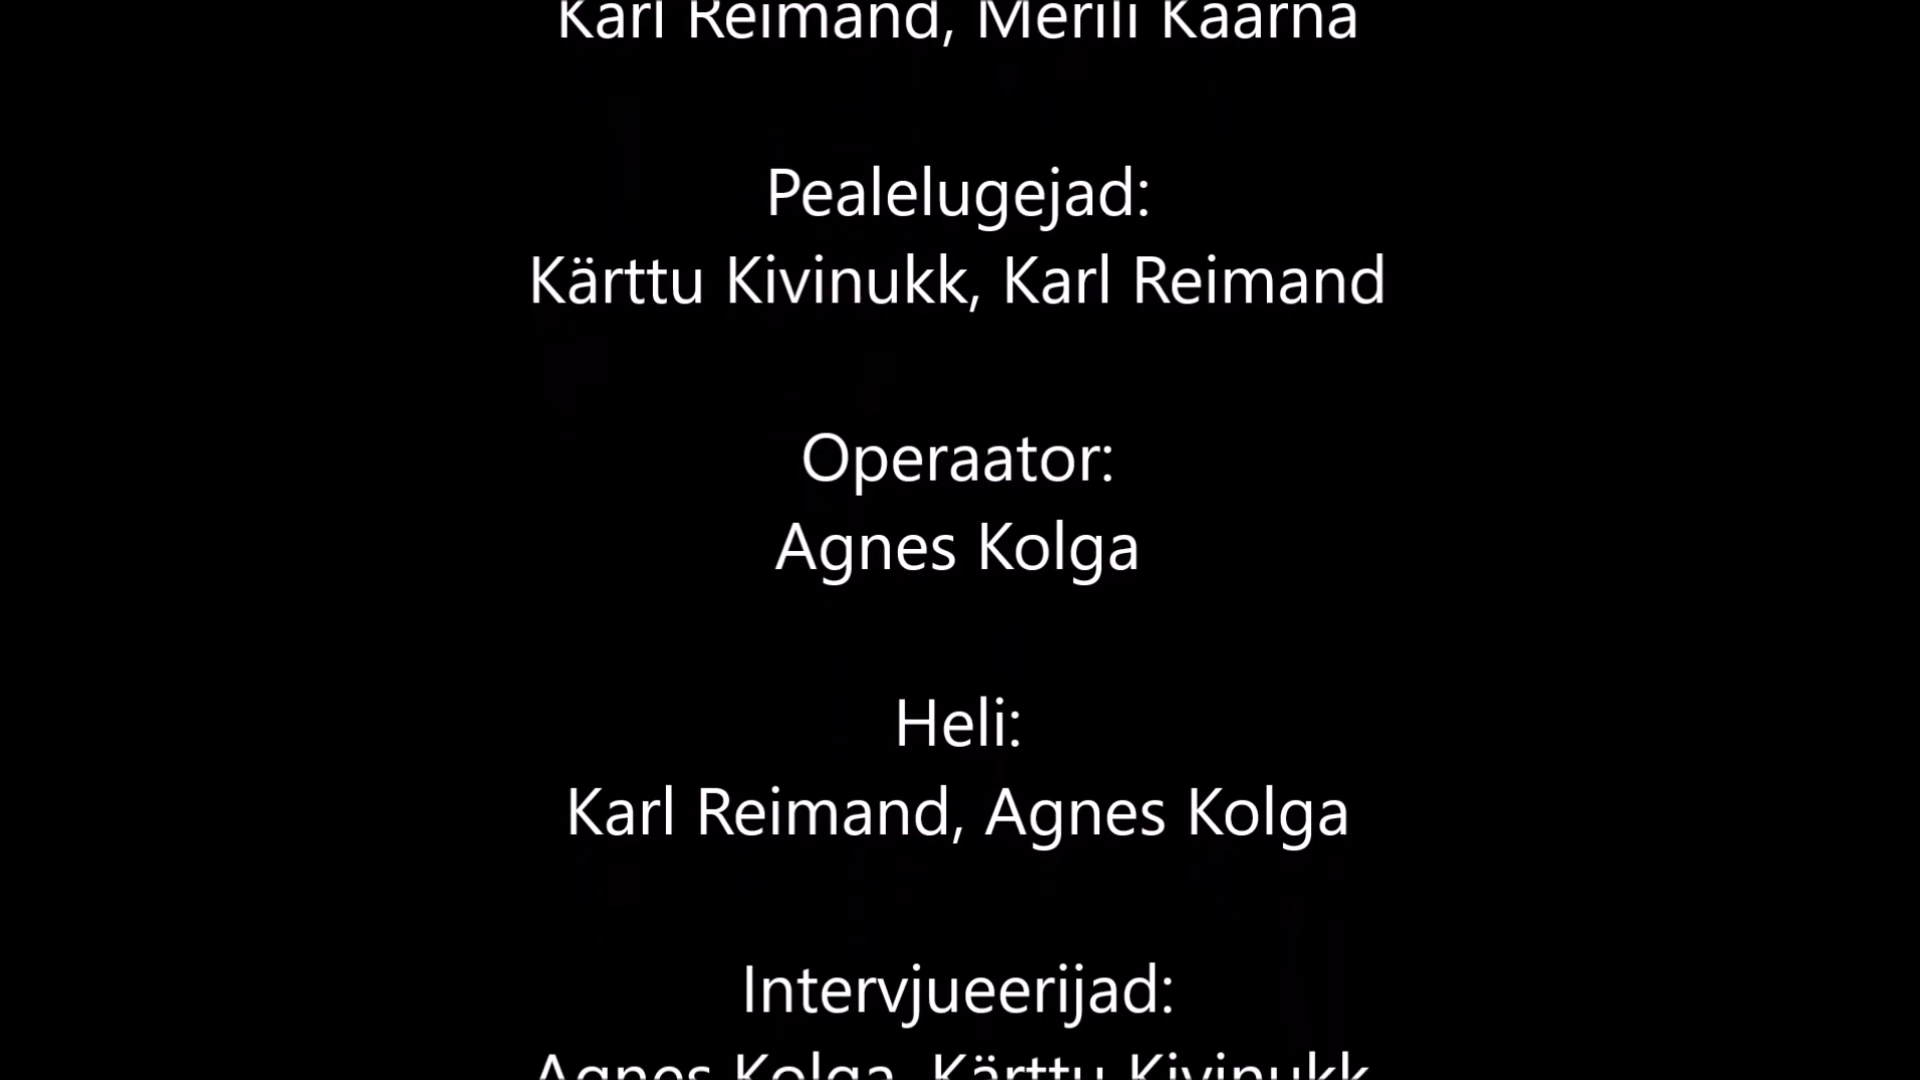 Karl Reimand, Merili Kaarna
Pealelugejad:
Kärttu Kivinukk, Karl Reimand
Operaator:
Agnes Kolga
Heli:
Karl Reimand, Agnes Kolga
Intervjueerijad:
Agnes Kolga, Kärttu Kivinukk